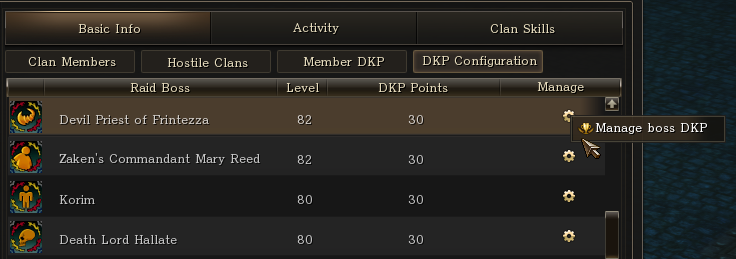 Basic Info Activity Clan Skills
Clan Members Hostile Clans Member DKP DKP Configuration
Raid Boss Level DKP Points Manage
Devil Priest of Frintezza 82 30
Manage boss DKP
Zaken's Commandant Mary Reed 82 30
Korim 80 30
Death Lord Hallate 80 30